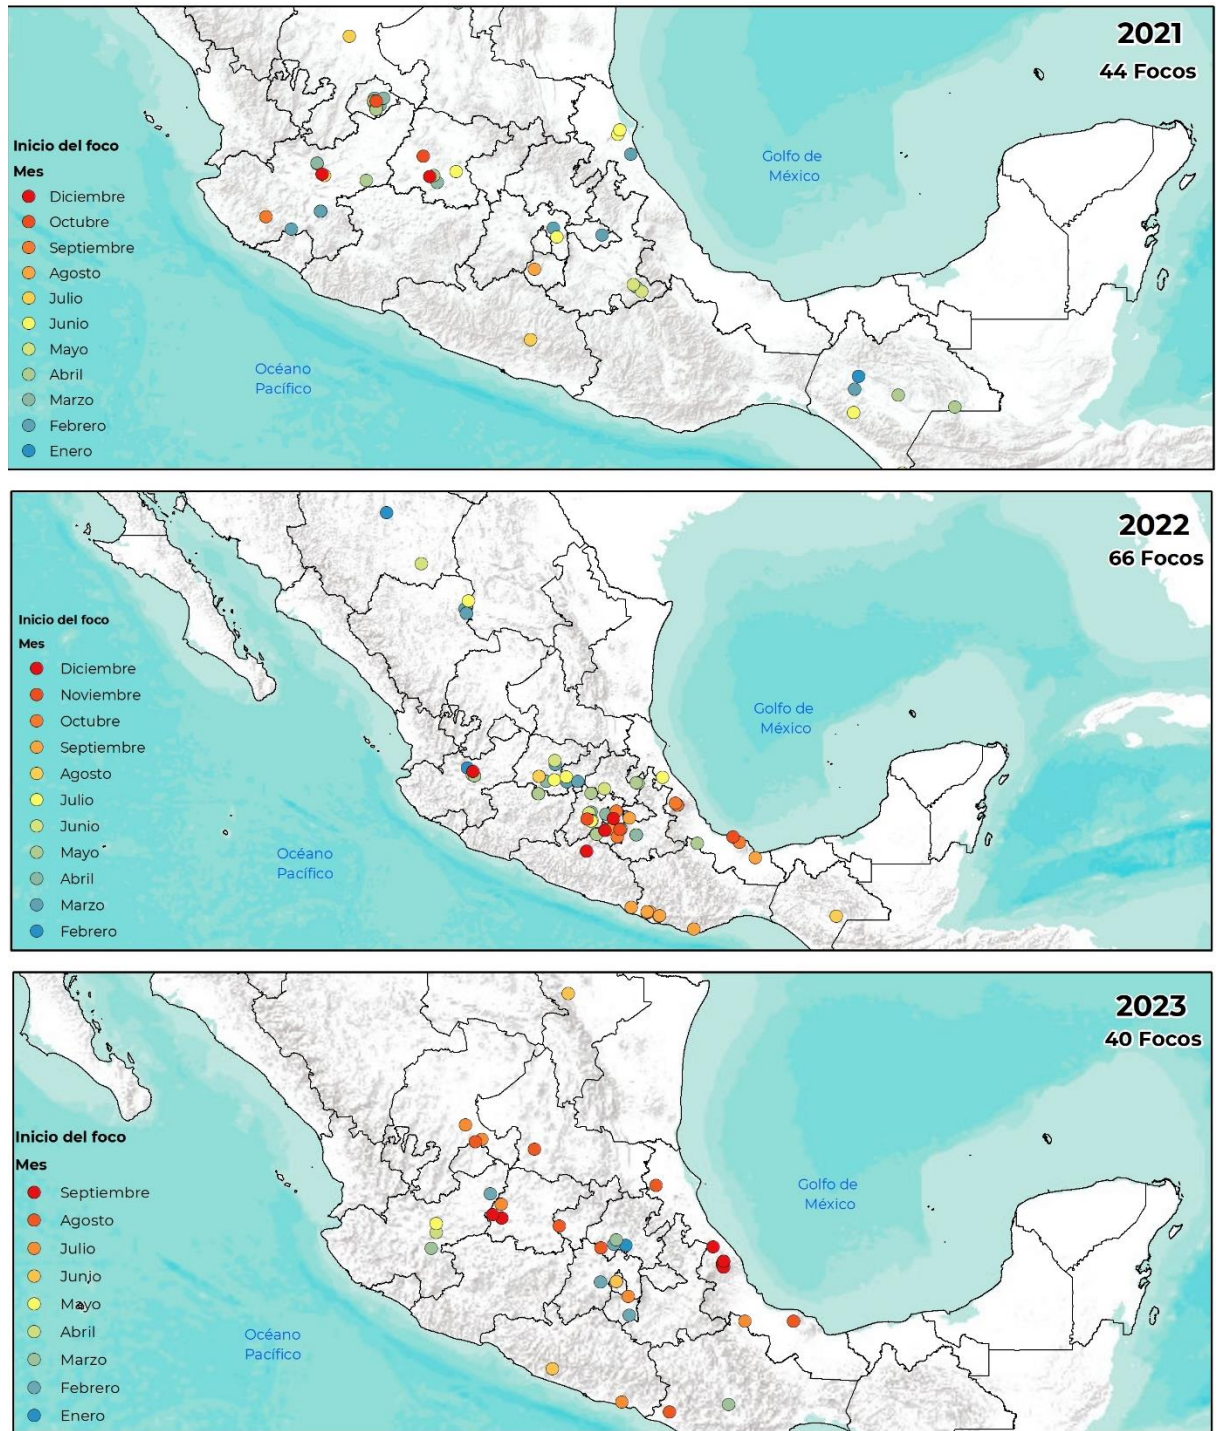 2021
44 Focos
Golfo de
México
Inicio del foco
Mes
Diciembre
Octubre
Septiembre
Agosto
Julio
Junio
Mayo
Abril
Marzo
Febrero
Enero
Océano
Pacífico
2022
66 Focos
Inicio del foco
Mes
Diciembre
Noviembre
Octubre
Septiembre
Agosto
Julio
Junio
Mayo
Abril
Marzo
Febrero
Golfo de
México
Océano
Pacífico
2023
40 Focos
Inicio del foco
Mes
Septiembre
Agosto
Julio
Junio
Mayo
Abril
Marzo
Febrero
Enero
Golfo de
México
Océano
Pacífico